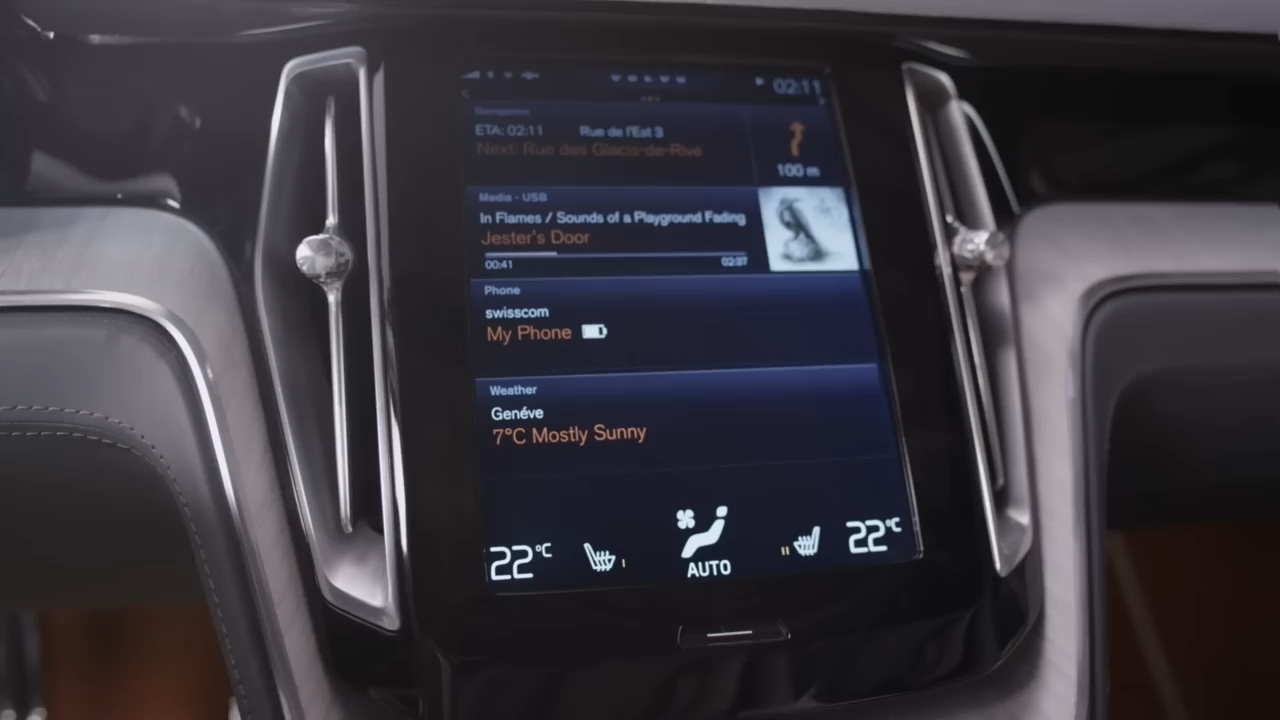 02:11
Navigation
ETA: 02:11 Rue de l'Est 3
Next: Rue des Glacis-de-Rive
100 m
Media - USB
In Flames / Sounds of a Playground Fading
Jester's Door
00:41 02:37
Phone
swisscom
My Phone
Weather
Genéve
7°C Mostly Sunny
22°C
AUTO
22°C